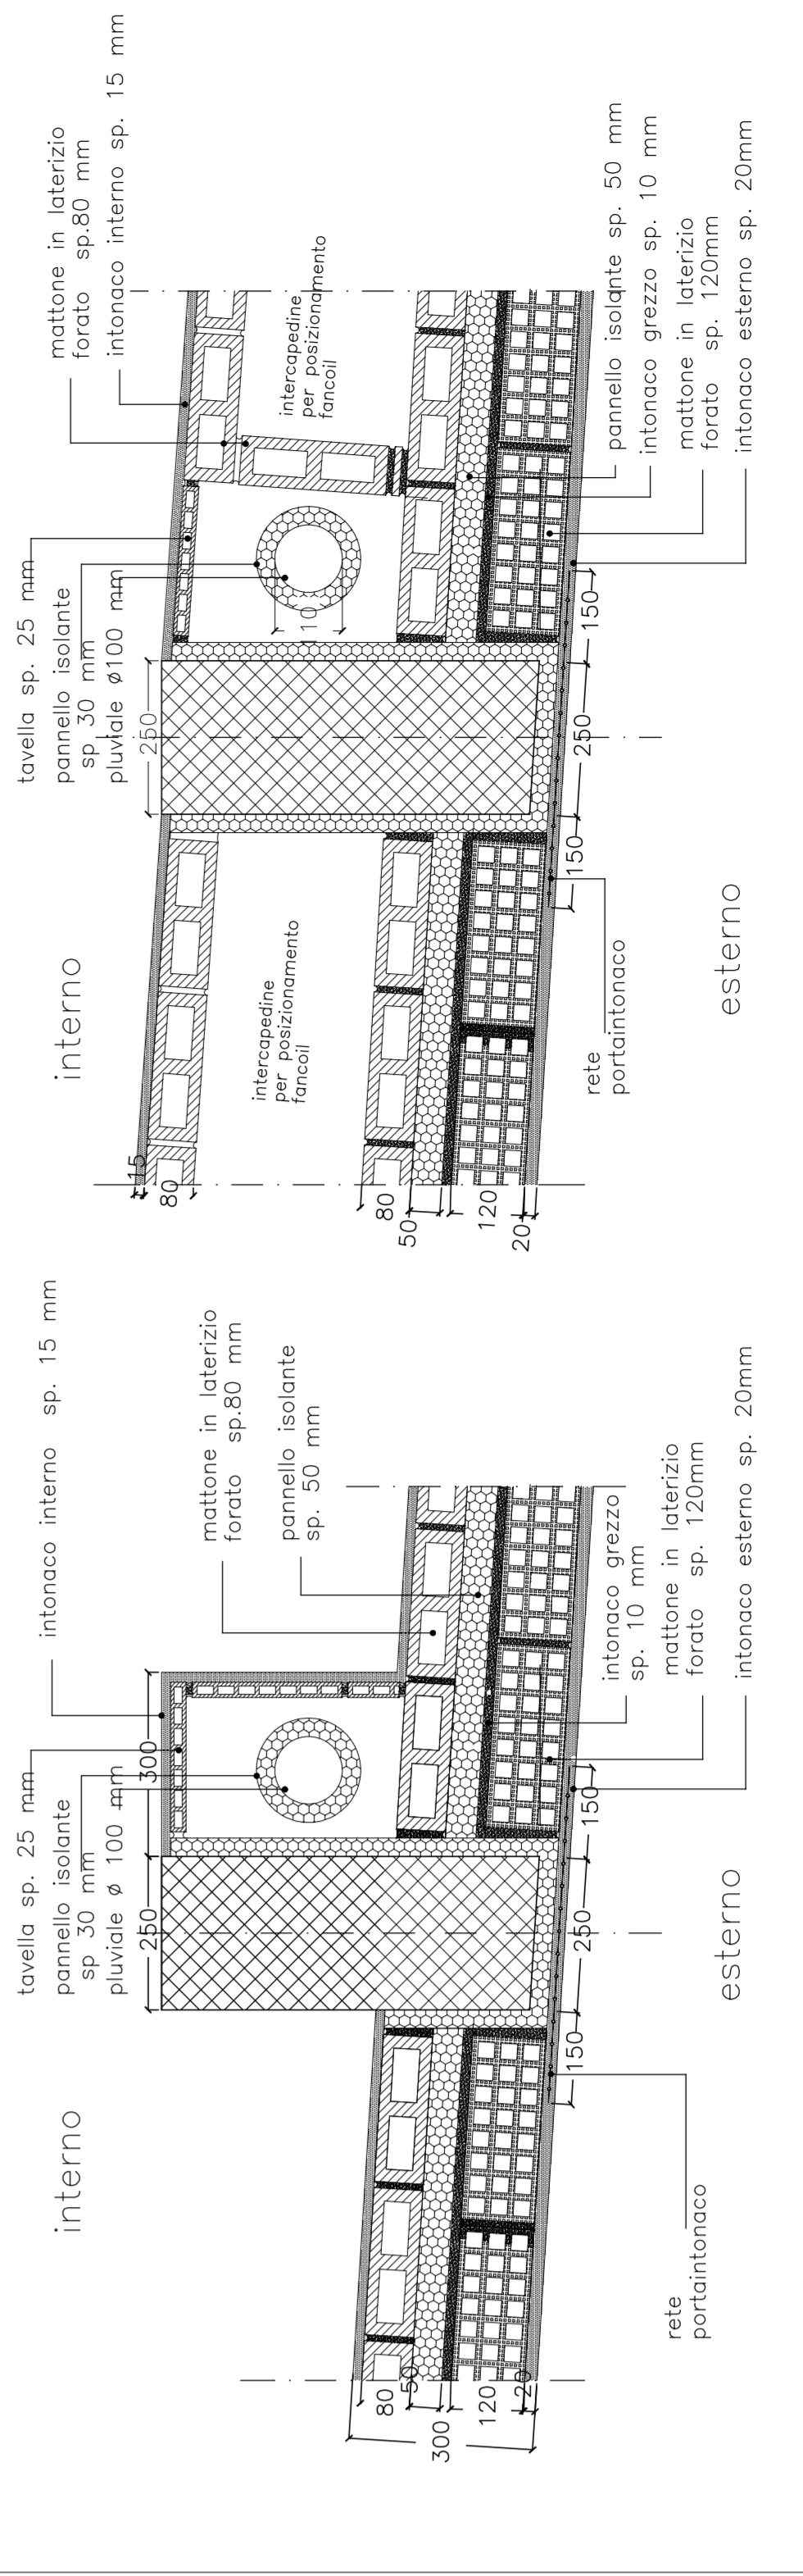 interno
tavella sp. 25 mm
pannello isolante
sp 30 mm
pluviale ø 100 mm
intonaco interno sp. 15 mm
250
300
mattone in laterizio
forato sp.80 mm
pannello isolante
sp. 50 mm
80
50
300
120
20
150
250
150
intonaco grezzo
sp. 10 mm
mattone in laterizio
forato sp. 120mm
intonaco esterno sp. 20mm
rete
portaintonaco
esterno
interno
tavella sp. 25 mm
pannello isolante
sp 30 mm
pluviale ø100 mm
mattone in laterizio
forato sp.80 mm
intonaco interno sp. 15 mm
250
15
80
intercapedine
per posizionamento
fancoil
110
intercapedine
per posizionamento
fancoil
80
50
120
20
150
250
150
pannello isolante sp. 50 mm
intonaco grezzo sp. 10 mm
mattone in laterizio
forato sp. 120mm
intonaco esterno sp. 20mm
rete
portaintonaco
esterno